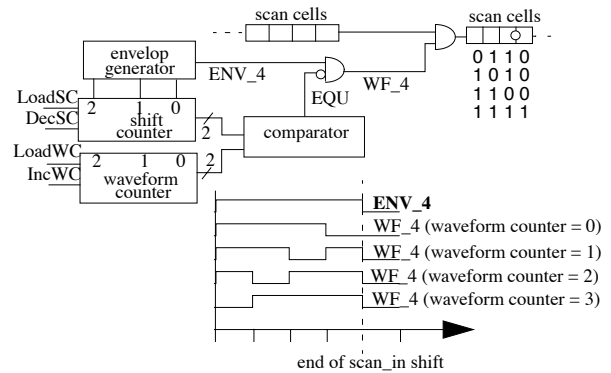 scan cells
scan cells
envelop
generator
ENV_4
WF_4
0 1 1 0
1 0 1 0
1 1 0 0
1 1 1 1
LoadSC
DecSC
2 1 0
shift
counter
2
EQU
comparator
LoadWC
IncWC
2 1 0
waveform
counter
2
ENV_4
WF_4 (waveform counter = 0)
WF_4 (waveform counter = 1)
WF_4 (waveform counter = 2)
WF_4 (waveform counter = 3)
end of scan_in shift